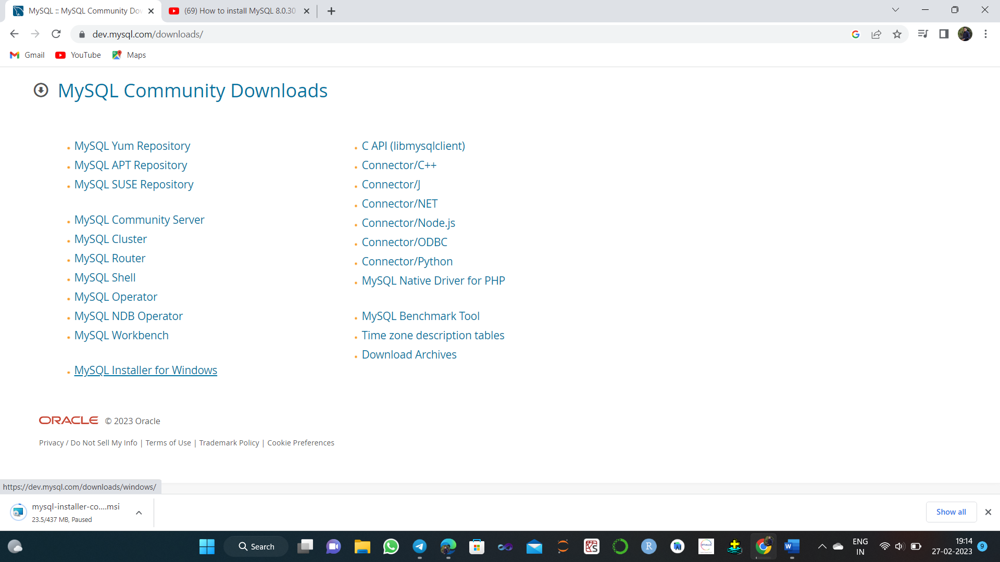 MySQL :: MySQL Community Dow
(69) How to install MySQL 8.0.30
dev.mysql.com/downloads/
Gmail
YouTube
Maps
MySQL Community Downloads
MySQL Yum Repository
MySQL APT Repository
MySQL SUSE Repository
MySQL Community Server
MySQL Cluster
MySQL Router
MySQL Shell
MySQL Operator
MySQL NDB Operator
MySQL Workbench
MySQL Installer for Windows
C API (libmysqlclient)
Connector/C++
Connector/J
Connector/NET
Connector/Node.js
Connector/ODBC
Connector/Python
MySQL Native Driver for PHP
MySQL Benchmark Tool
Time zone description tables
Download Archives
ORACLE © 2023 Oracle
Privacy / Do Not Sell My Info | Terms of Use | Trademark Policy | Cookie Preferences
https://dev.mysql.com/downloads/windows/
mysql-installer-co....msi
23.5/437 MB, Paused
Show all
Search
ENG
IN
19:14
27-02-2023
9